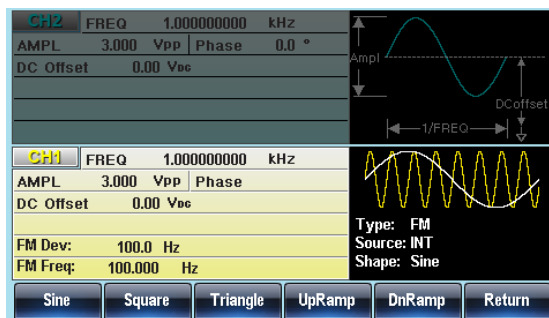 CH2 FREQ 1.000000000 kHz
AMPL 3.000 Vpp Phase 0.0 °
DC Offset 0.00 VDC
Ampl
DCoffset
1/FREQ
CH1 FREQ 1.000000000 kHz
AMPL 3.000 Vpp Phase
DC Offset 0.00 VDC
FM Dev: 100.0 Hz
FM Freq: 100.000 Hz
Type: FM
Source: INT
Shape: Sine
Sine Square Triangle UpRamp DnRamp Return